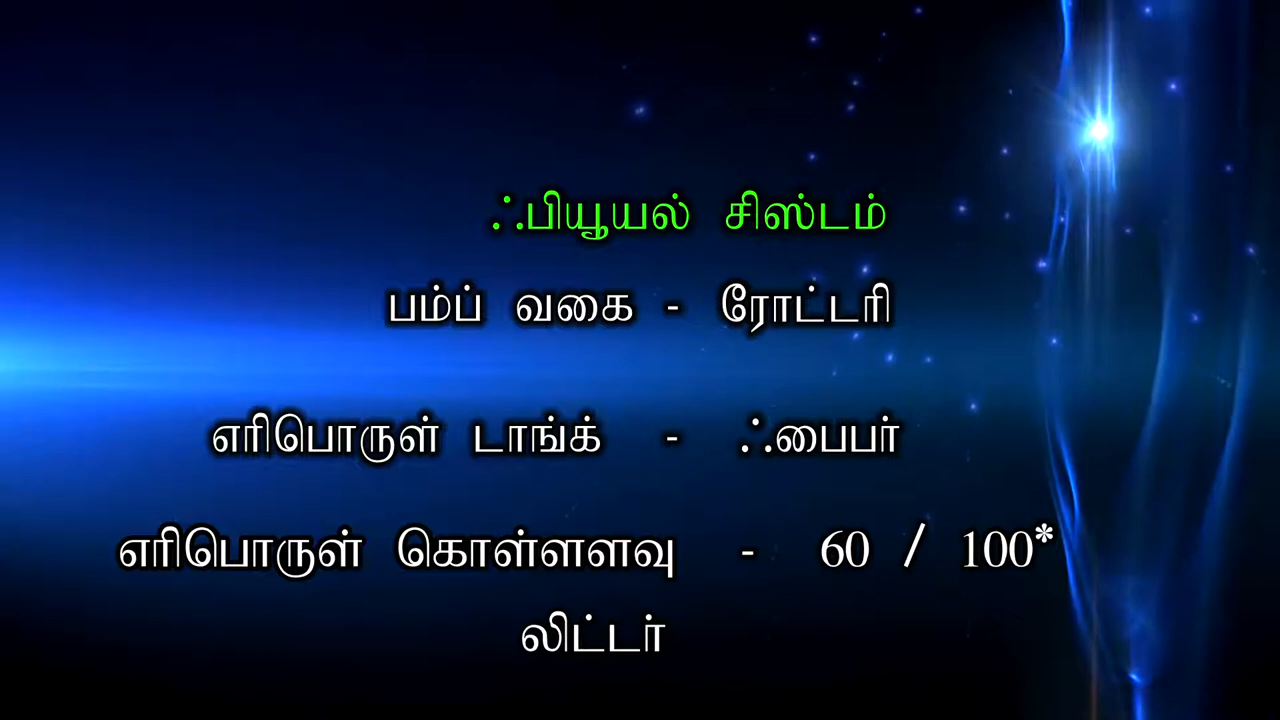 ஃபியூயல் சிஸ்டம்
பம்ப் வகை - ரோட்டரி
எரிபொருள் டாங்க் - ஃபைபர்
எரிபொருள் கொள்ளளவு - 60 / 100*
லிட்டர்